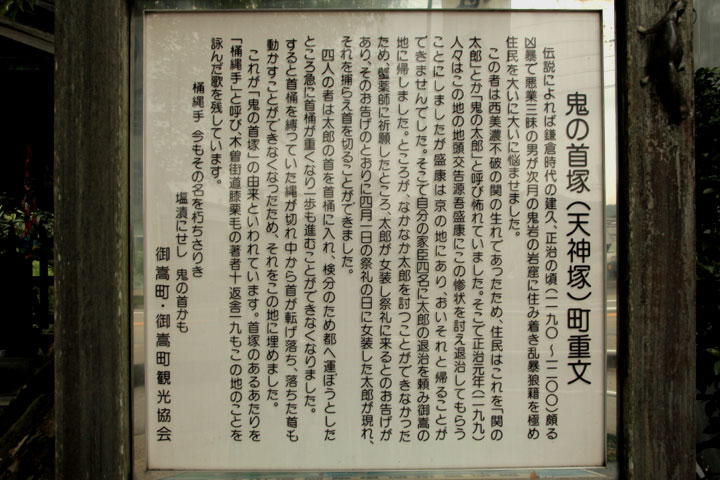 鬼の首塚（天神塚）町重文
伝説によれば鎌倉時代の建久、正治の頃（一一九〇～一二〇〇）頗る
凶暴で悪業三昧の男が次月の鬼岩の岩窟に住み着き乱暴狼籍を極め
住民を大いに大いに悩ませました。
この者は西美濃不破の関の生れであったため、住民はこれを「関の
太郎」とか「鬼の太郎」と呼び怖れていました。そこで正治元年（一一九九）
人々はこの地の地頭交告源吾盛康にこの惨状を訴え退治してもらう
ことにしましたが盛康は京の地にあり、おいそれと帰ることが
できませんでした。そこで自分の家臣四名に太郎の退治を頼み御嵩の
地に帰しました。ところが、なかなか太郎を討つことができなかった
ため、蟹薬師に祈願したところ、太郎が女装し祭礼に来るとのお告げが
あり、そのお告げのとおりに四月一日の祭礼の日に女装した太郎が現れ、
それを捕らえ首を切ることができました。
四人の者は太郎の首を首桶に入れ、検分のため都へ運ぼうとした
ところ急に首桶が重くなり一歩も進むことができなくなりました。
すると首桶を縛っていた縄が切れ中から首が転げ落ち、落ちた首も
動かすことができなくなったため、それをこの地に埋めました。
これが「鬼の首塚」の由来といわれています。首塚のあるあたりを
「桶縄手」と呼び、木曽街道膝栗毛の著者十返舎一九もこの地のことを
詠んだ歌を残しています。
桶縄手　今もその名を朽ちざりき
塩漬にせし　鬼の首かも
御嵩町・御嵩町観光協会